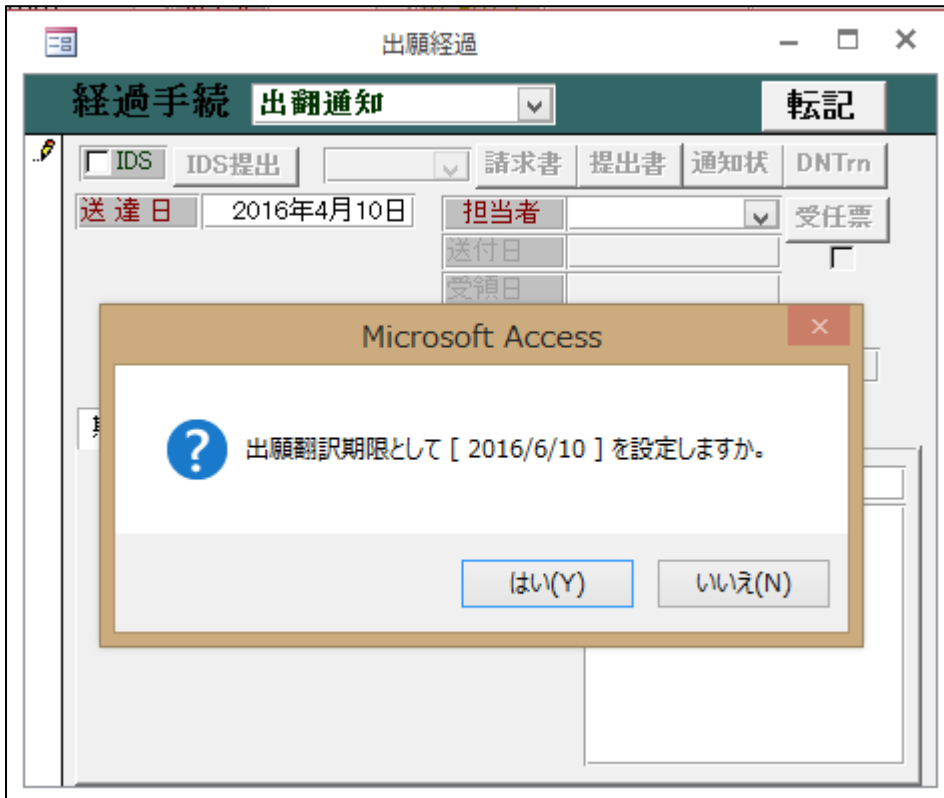 出願経過
経過手続 出翻通知 転記
IDS IDS提出 請求書 提出書 通知状 DNTrn
送達日 2016年4月10日 担当者 受任票
送付日
受領日
Microsoft Access
出願翻訳期限として [ 2016/6/10 ] を設定しますか。
はい(Y) いいえ(N)